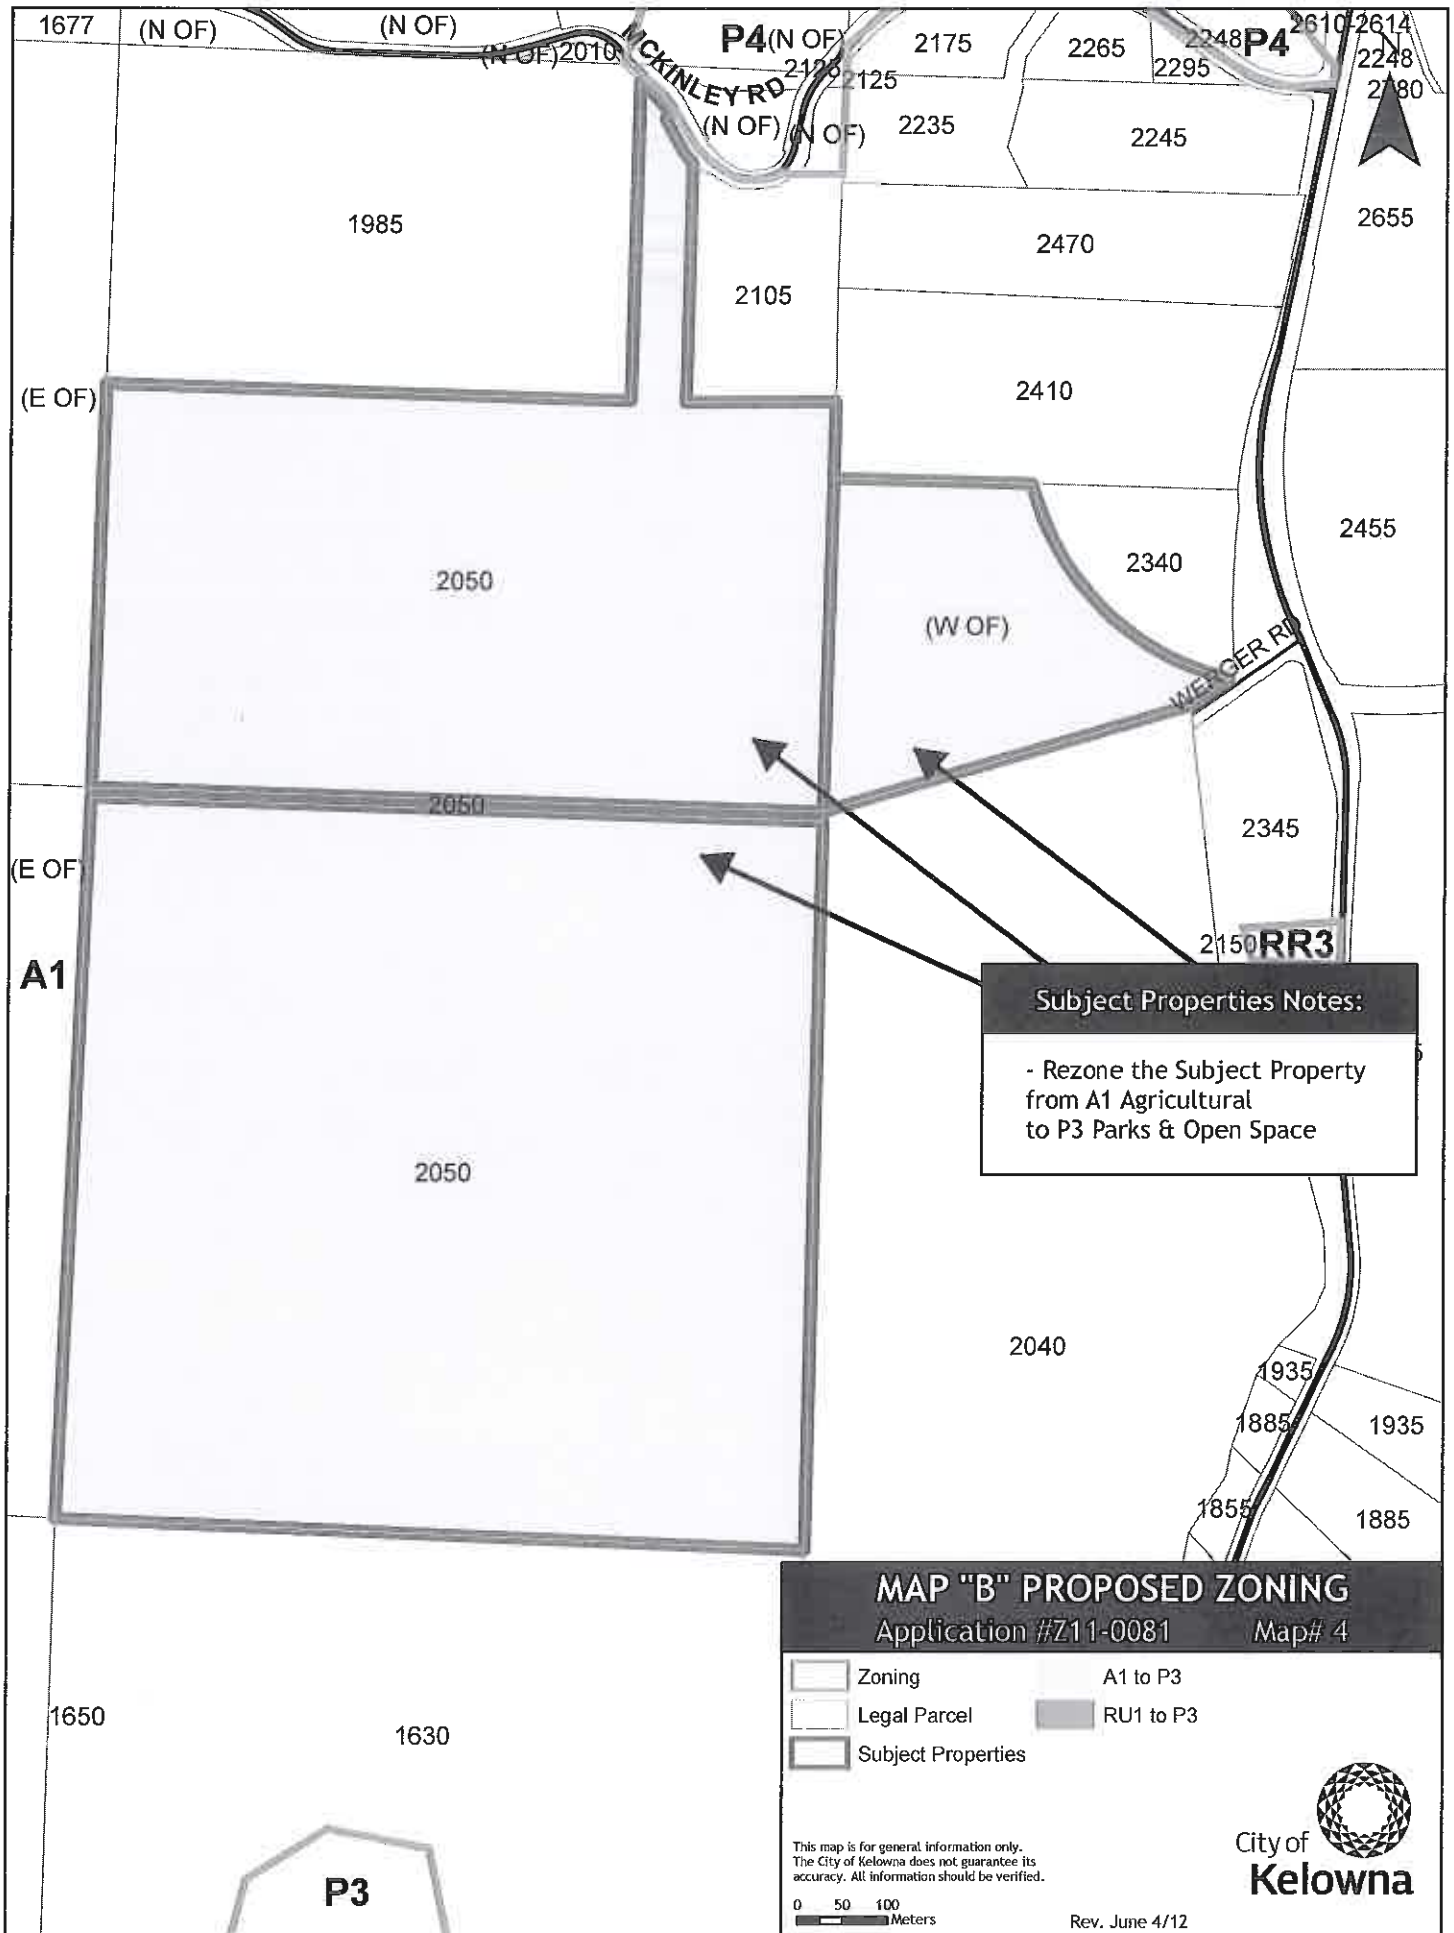 1677
(N OF)
(N OF)
(N OF)
2010
MCKINLEY RD
P4
(N OF)
2125
2125
(N OF)
(N OF)
2175
2265
2295
2248
P4
2610-2614
N
2248
2235
2245
1985
2655
2470
2105
(E OF)
2410
2050
2455
2340
(W OF)
WERGER RD
2050
2345
(E OF)
A1
2150
RR3
Subject Properties Notes:
- Rezone the Subject Property
from A1 Agricultural
to P3 Parks & Open Space
2050
2040
1935
1885
1935
1855
1885
MAP "B" PROPOSED ZONING
Application #Z11-0081 Map# 4
Zoning
A1 to P3
Legal Parcel
RU1 to P3
Subject Properties
1650
1630
P3
This map is for general information only.
The City of Kelowna does not guarantee its
accuracy. All information should be verified.
0 50 100
Meters
Rev. June 4/12
City of
Kelowna